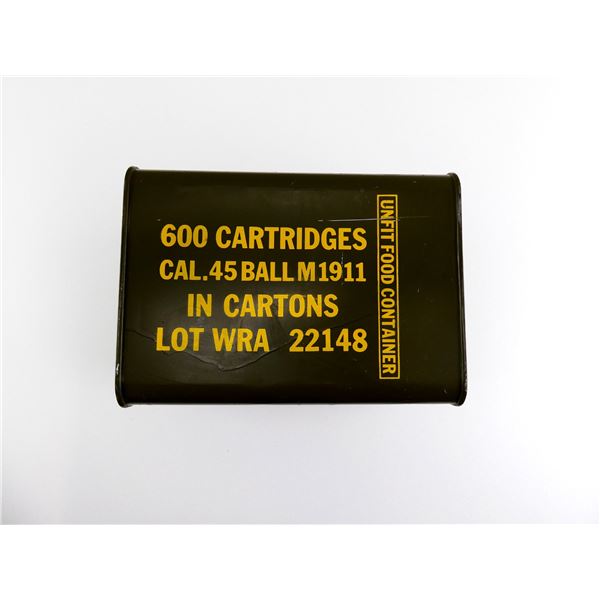 600 CARTRIDGES
CAL.45 BALL M1911
IN CARTONS
LOT WRA 22148
UNFIT FOOD CONTAINER